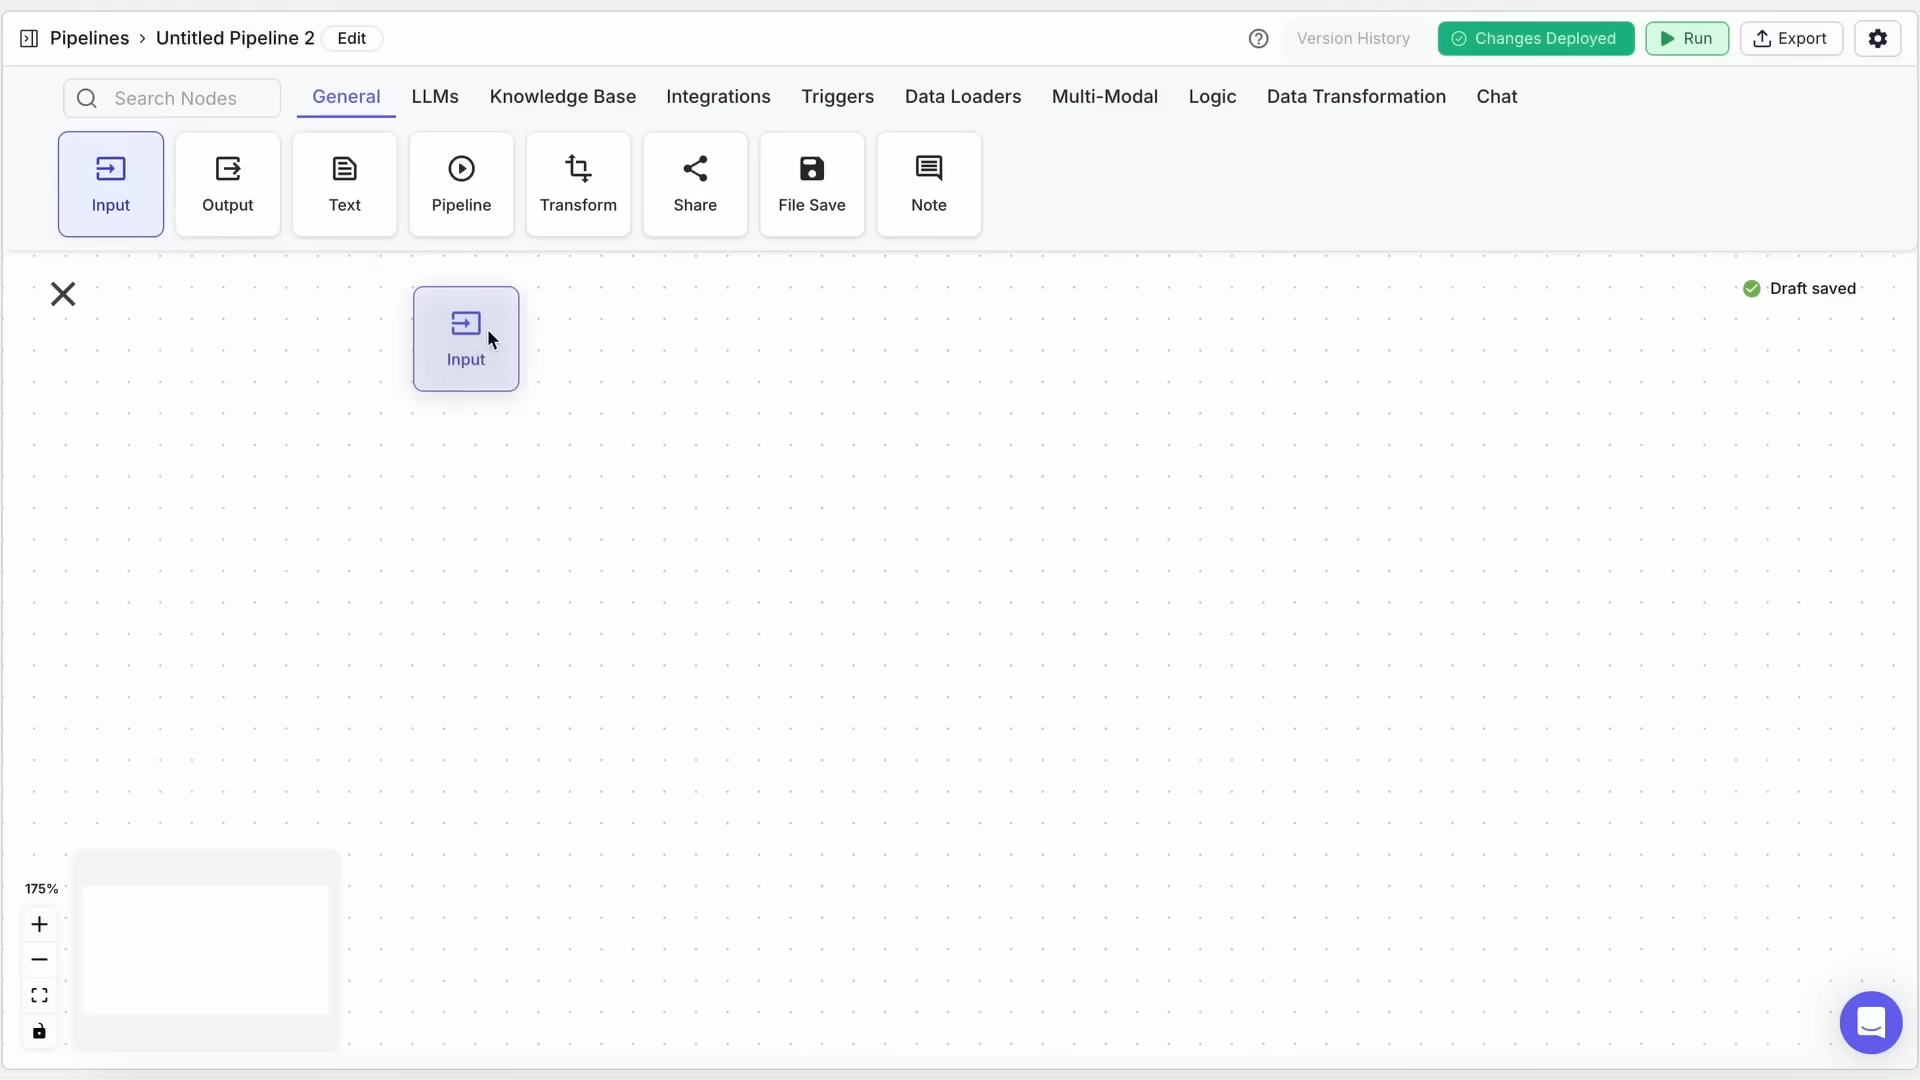 Pipelines > Untitled Pipeline 2 Edit Version History Changes Deployed Run Export
Search Nodes General LLMs Knowledge Base Integrations Triggers Data Loaders Multi-Modal Logic Data Transformation Chat
Input Output Text Pipeline Transform Share File Save Note
Draft saved
Input
175%